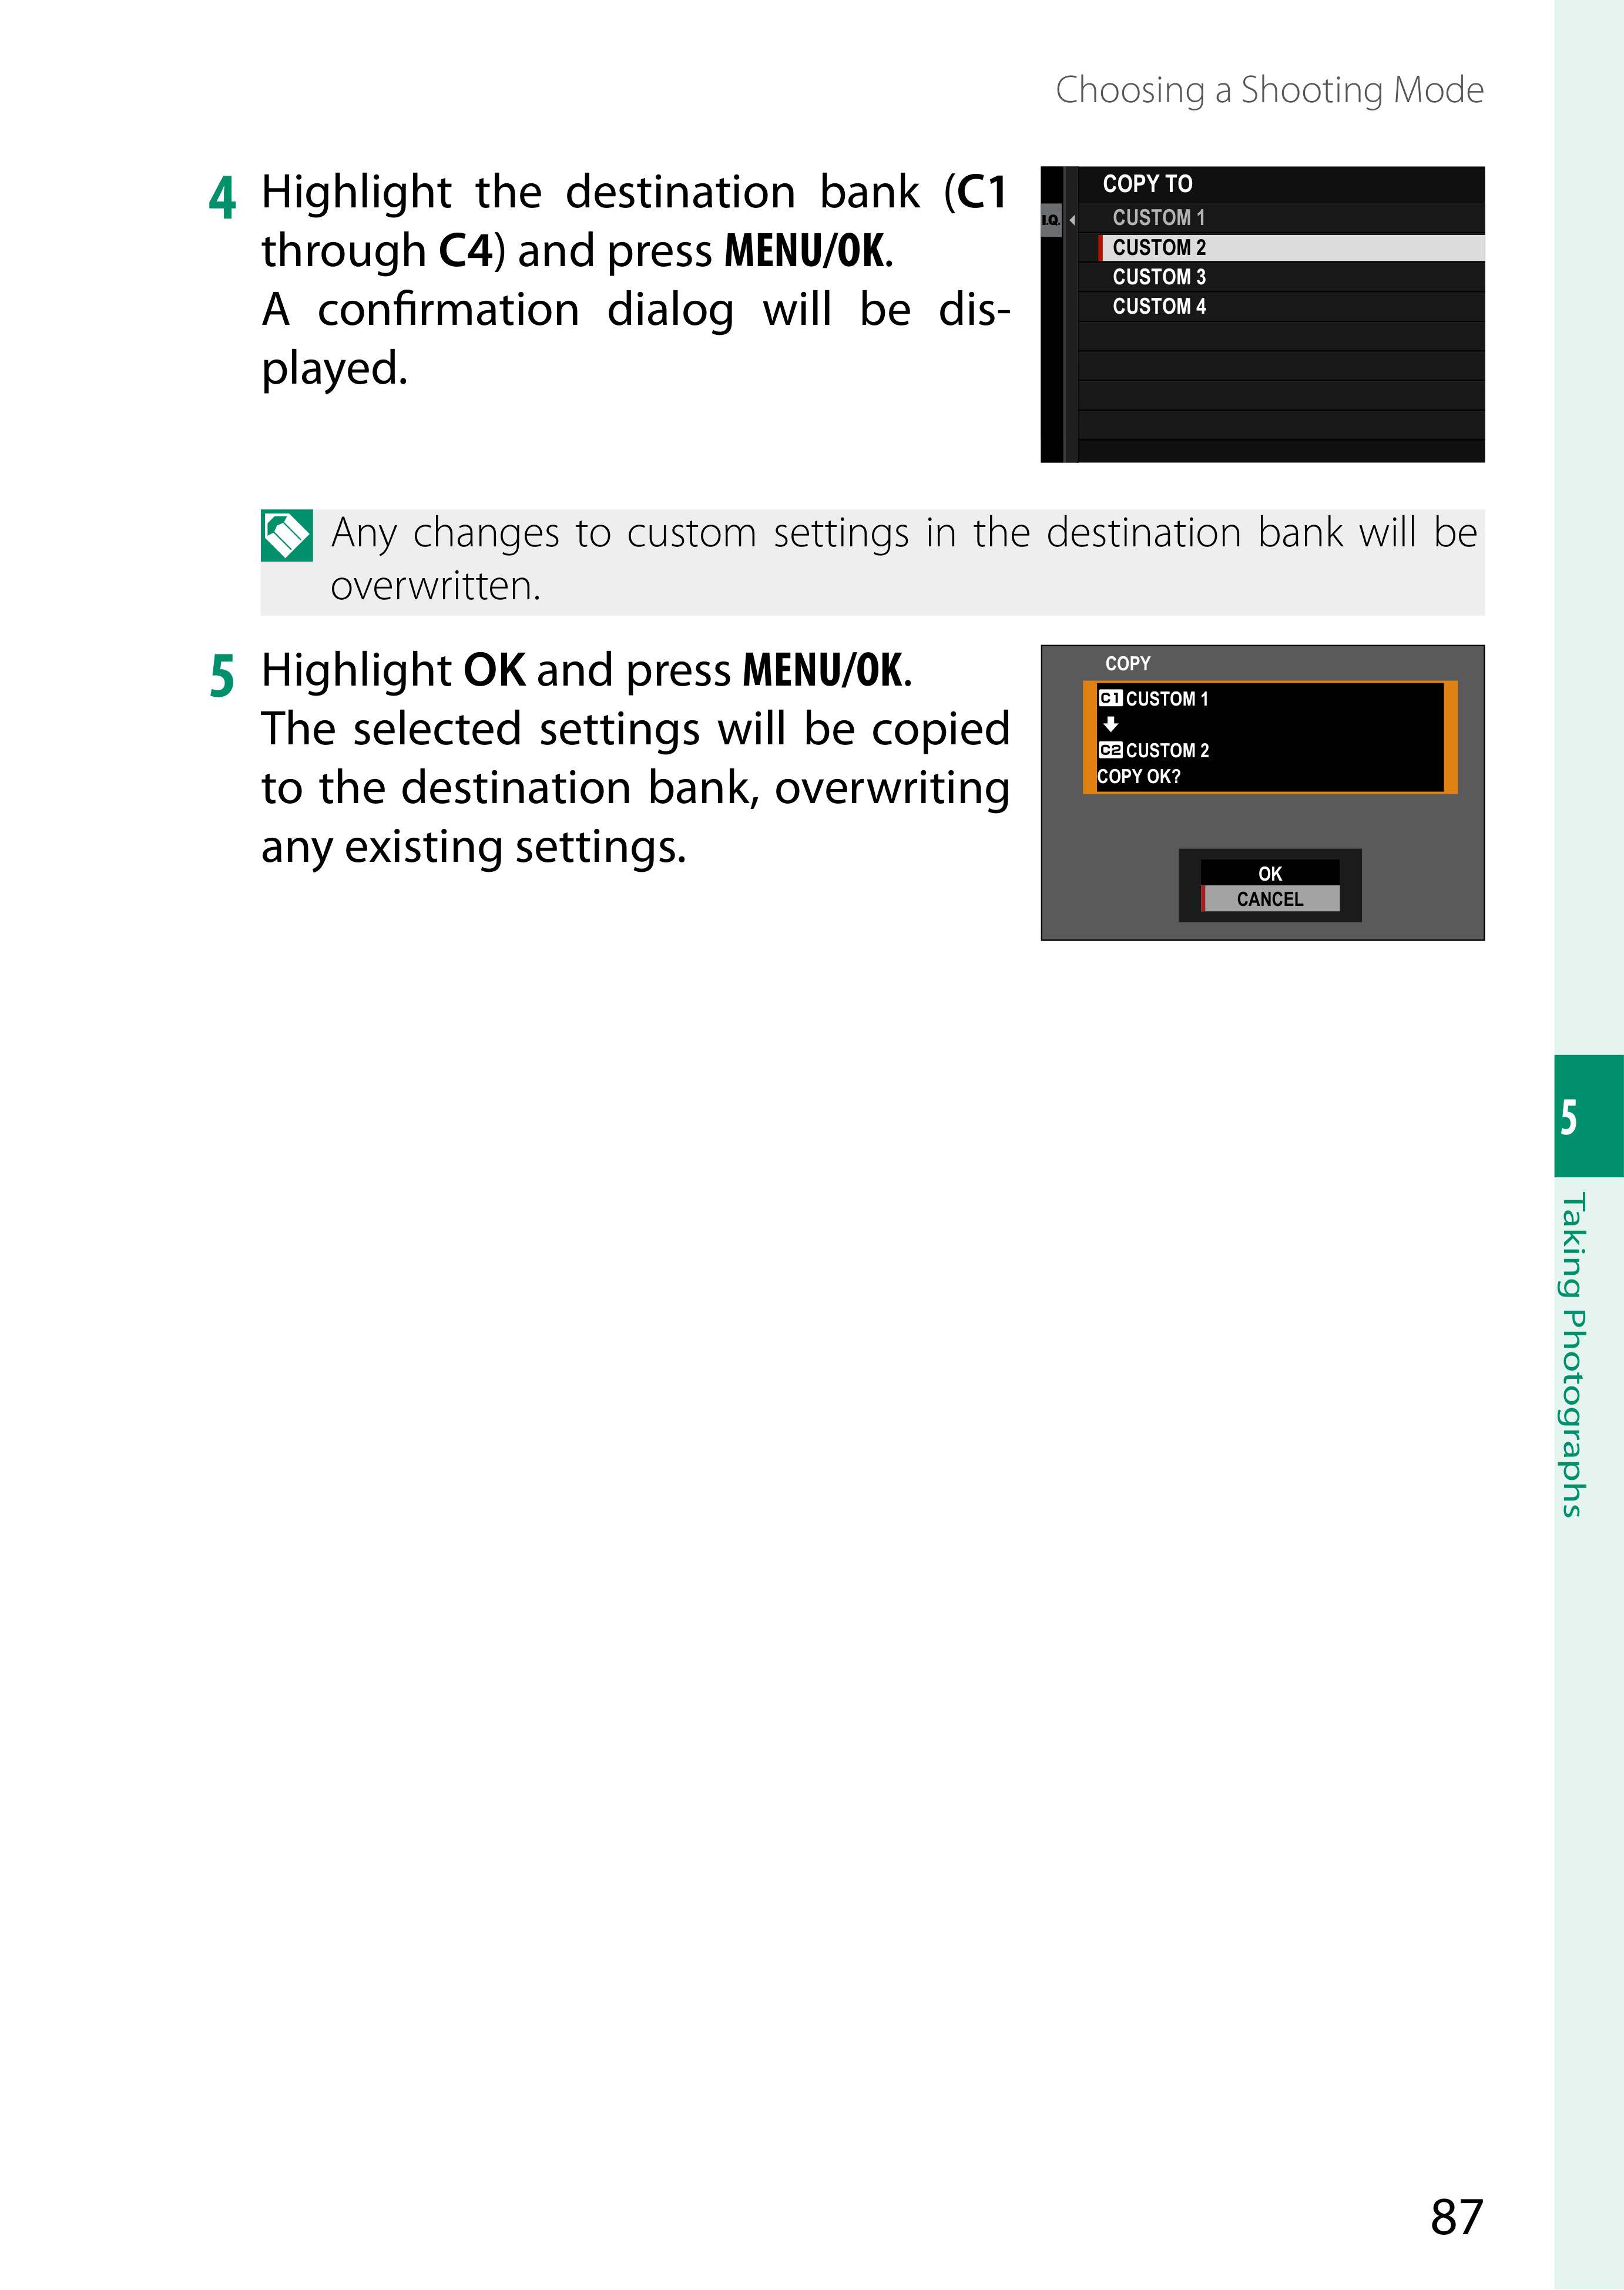 Choosing a Shooting Mode
4 Highlight the destination bank (C1
through C4) and press MENU/OK.
A confirmation dialog will be dis-
played.
COPY TO
I.Q.
CUSTOM 1
CUSTOM 2
CUSTOM 3
CUSTOM 4
Any changes to custom settings in the destination bank will be
overwritten.
5 Highlight OK and press MENU/OK.
The selected settings will be copied
to the destination bank, overwriting
any existing settings.
COPY
C1 CUSTOM 1
C2 CUSTOM 2
COPY OK?
OK
CANCEL
5
Taking Photographs
87